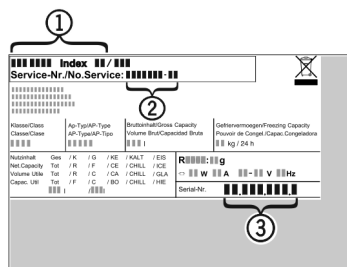 1
Index /
Service-Nr./No.Service: -
2
Klasse/Class Ap-Typ/AP-Type Bruttoinhalt/Gross Capacity Gefriervermoegen/Freezing Capacity
Classe/Clase AP-Type/AP-Tipo Volume Brut/Capacidad Brute Pouvoir de Congel./Capac.Congeladora
l kg / 24 h
Nutzinhalt Ges / K / G / KE / KALT / EIS
Net.Capacity Tot / R / F / CE / CHILL / ICE
Volume Utile Tot / R / C / CA / CHILL / GLA
Capac. Util Tot / F / C / BO / CHILL / HIE
l / l
R : g
W A - V Hz
Serial-Nr. . . .
3